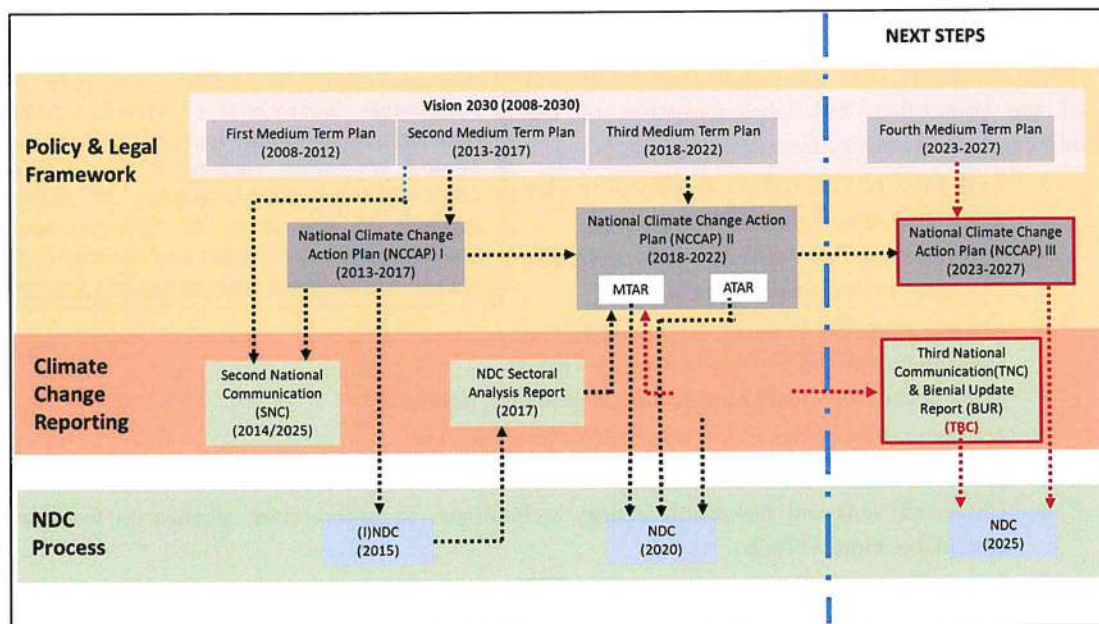 NEXT STEPS
Vision 2030 (2008-2030)
Policy & Legal
Framework
First Medium Term Plan
(2008-2012)
Second Medium Term Plan
(2013-2017)
Third Medium Term Plan
(2018-2022)
Fourth Medium Term Plan
(2023-2027)
National Climate Change
Action Plan (NCCAP) I
(2013-2017)
National Climate Change Action
Plan (NCCAP) II
(2018-2022)
MTAR
ATAR
National Climate Change
Action Plan (NCCAP) III
(2023-2027)
Climate
Change
Reporting
Second National
Communication
(SNC)
(2014/2025)
NDC Sectoral
Analysis Report
(2017)
Third National
Communication(TNC)
& Bienial Update
Report (BUR)
(TBC)
NDC
Process
(I)NDC
(2015)
NDC
(2020)
NDC
(2025)